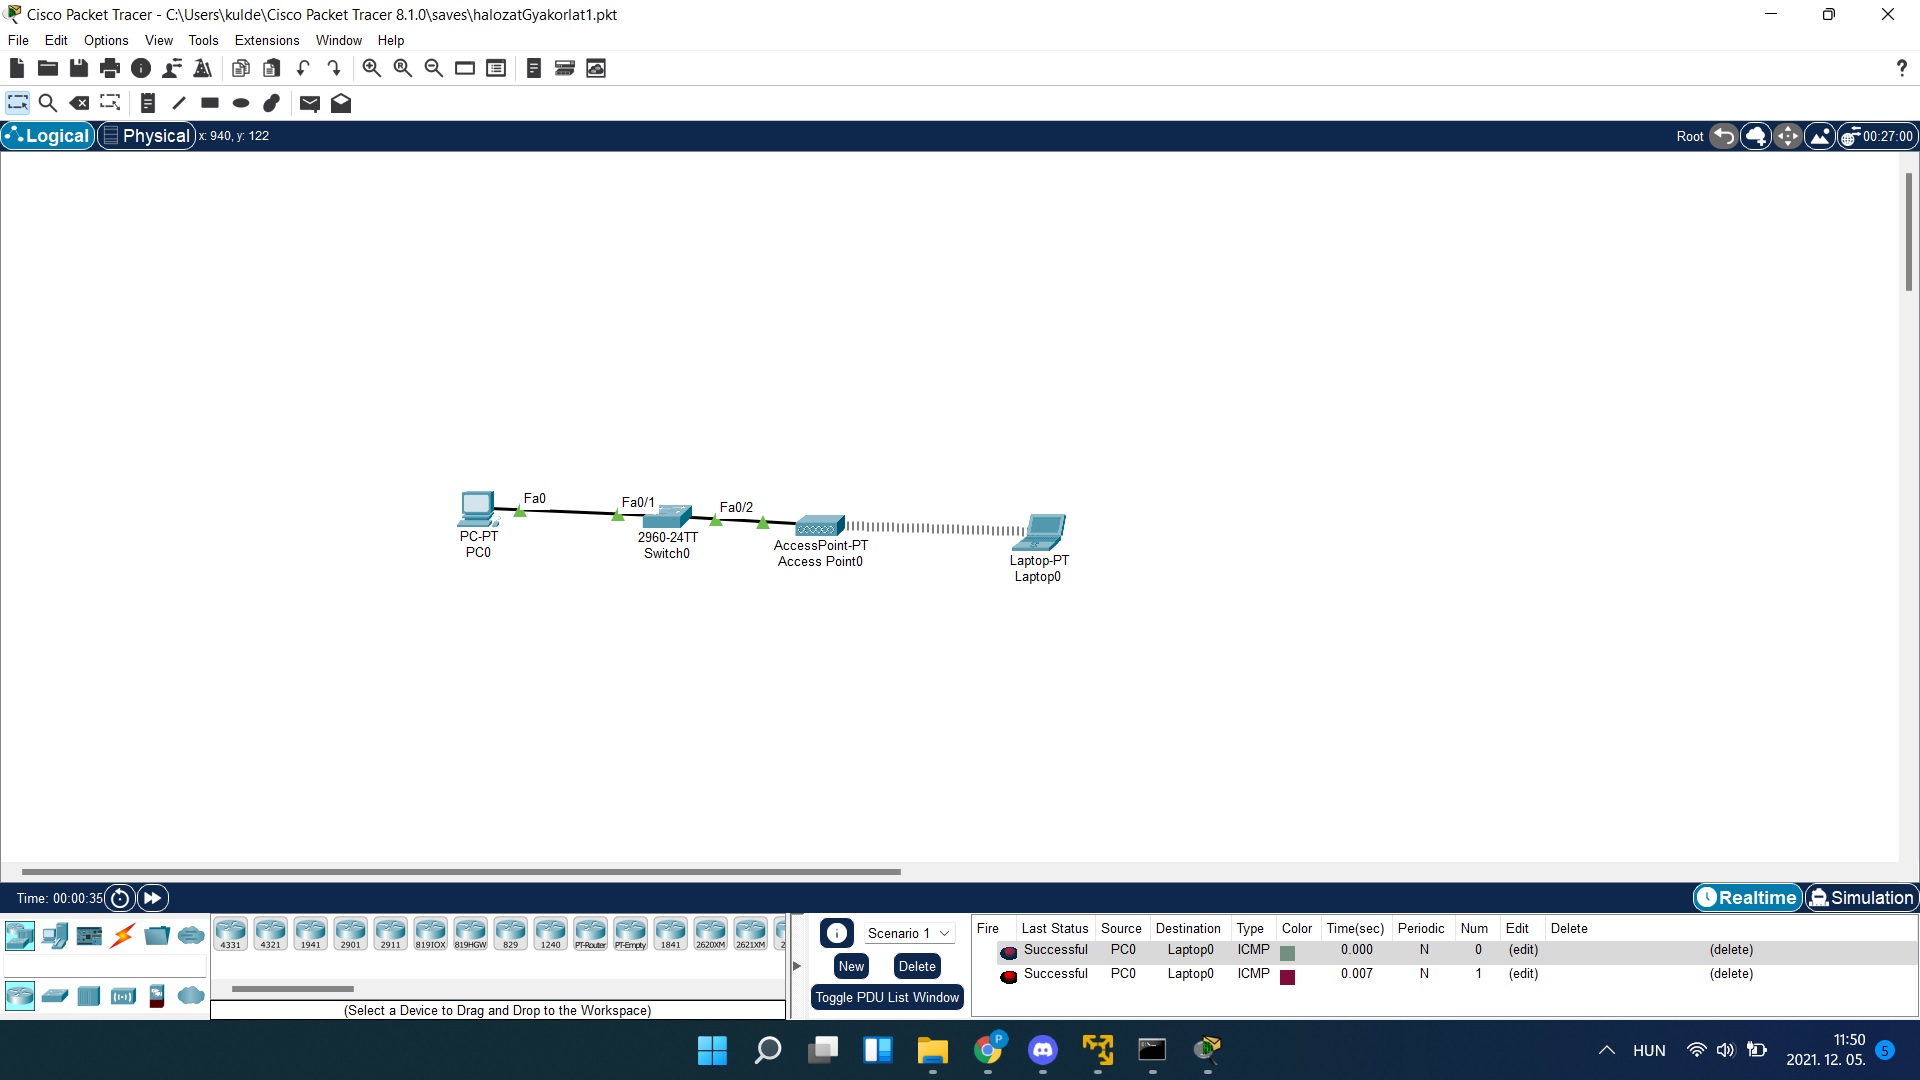 Cisco Packet Tracer - C:\Users\kulde\Cisco Packet Tracer 8.1.0\saves\halozatGyakorlat1.pkt
File Edit Options View Tools Extensions Window Help
?
Logical Physical x: 940, y: 122 Root 00:27:00
Fa0
Fa0/1
Fa0/2
PC-PT
PC0
2960-24TT
Switch0
AccessPoint-PT
Access Point0
Laptop-PT
Laptop0
Time: 00:00:35 Realtime Simulation
4331 4321 1941 2901 2911 819IOX 819HGW 829 1240 PT-Router PT-Empty 1841 2620XM 2621XM 2
(Select a Device to Drag and Drop to the Workspace)
Scenario 1
New Delete
Toggle PDU List Window
Fire Last Status Source Destination Type Color Time(sec) Periodic Num Edit Delete
Successful PC0 Laptop0 ICMP 0.000 N 0 (edit) (delete)
Successful PC0 Laptop0 ICMP 0.007 N 1 (edit) (delete)
P
HUN 11:50
2021. 12. 05. 5